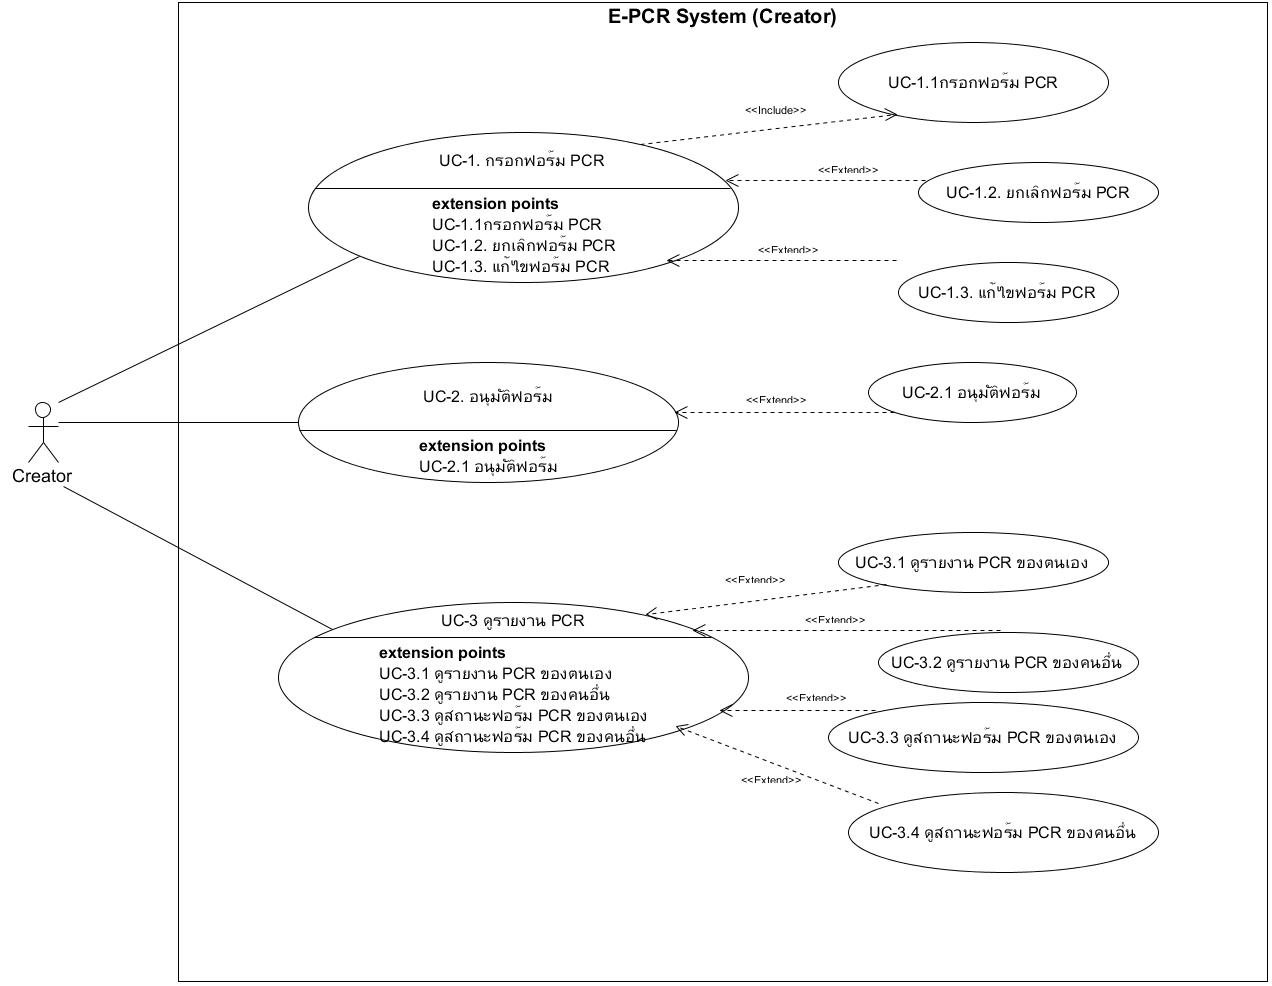 E-PCR System (Creator)
UC-1.1กรอกฟอร์ม PCR
<<Include>>
UC-1. กรอกฟอร์ม PCR
<<Extend>>
UC-1.2. ยกเลิกฟอร์ม PCR
extension points
UC-1.1กรอกฟอร์ม PCR
UC-1.2. ยกเลิกฟอร์ม PCR
UC-1.3. แก้ไขฟอร์ม PCR
<<Extend>>
UC-1.3. แก้ไขฟอร์ม PCR
UC-2. อนุมัติฟอร์ม
<<Extend>>
UC-2.1 อนุมัติฟอร์ม
extension points
UC-2.1 อนุมัติฟอร์ม
Creator
UC-3.1 ดูรายงาน PCR ของตนเอง
<<Extend>>
UC-3 ดูรายงาน PCR
<<Extend>>
extension points
UC-3.1 ดูรายงาน PCR ของตนเอง
UC-3.2 ดูรายงาน PCR ของคนอื่น
UC-3.3 ดูสถานะฟอร์ม PCR ของตนเอง
UC-3.4 ดูสถานะฟอร์ม PCR ของคนอื่น
UC-3.2 ดูรายงาน PCR ของคนอื่น
<<Extend>>
UC-3.3 ดูสถานะฟอร์ม PCR ของตนเอง
<<Extend>>
UC-3.4 ดูสถานะฟอร์ม PCR ของคนอื่น